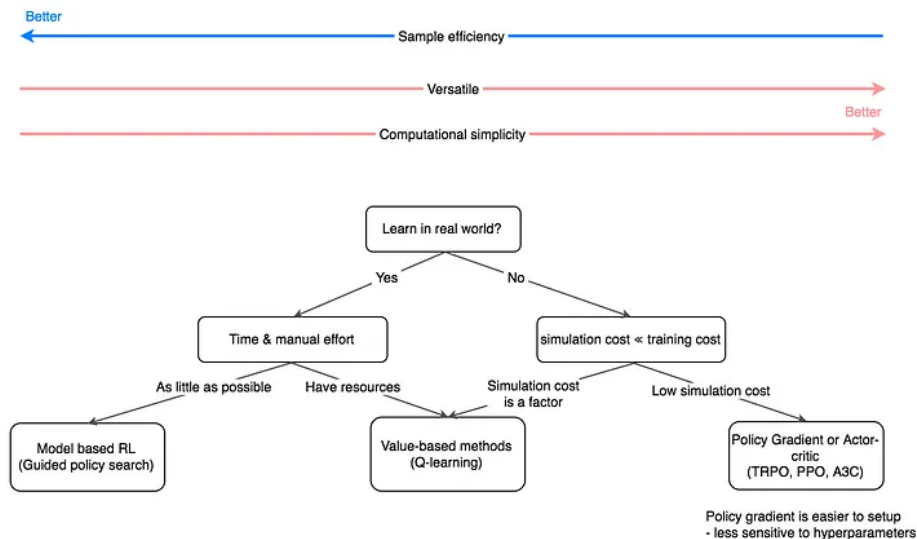 Better
Sample efficiency
Versatile
Better
Computational simplicity
Learn in real world?
Yes
No
Time & manual effort
simulation cost ≪ training cost
As little as possible
Have resources
Simulation cost
is a factor
Low simulation cost
Model based RL
(Guided policy search)
Value-based methods
(Q-learning)
Policy Gradient or Actor-
critic
(TRPO, PPO, A3C)
Policy gradient is easier to setup
- less sensitive to hyperparameters